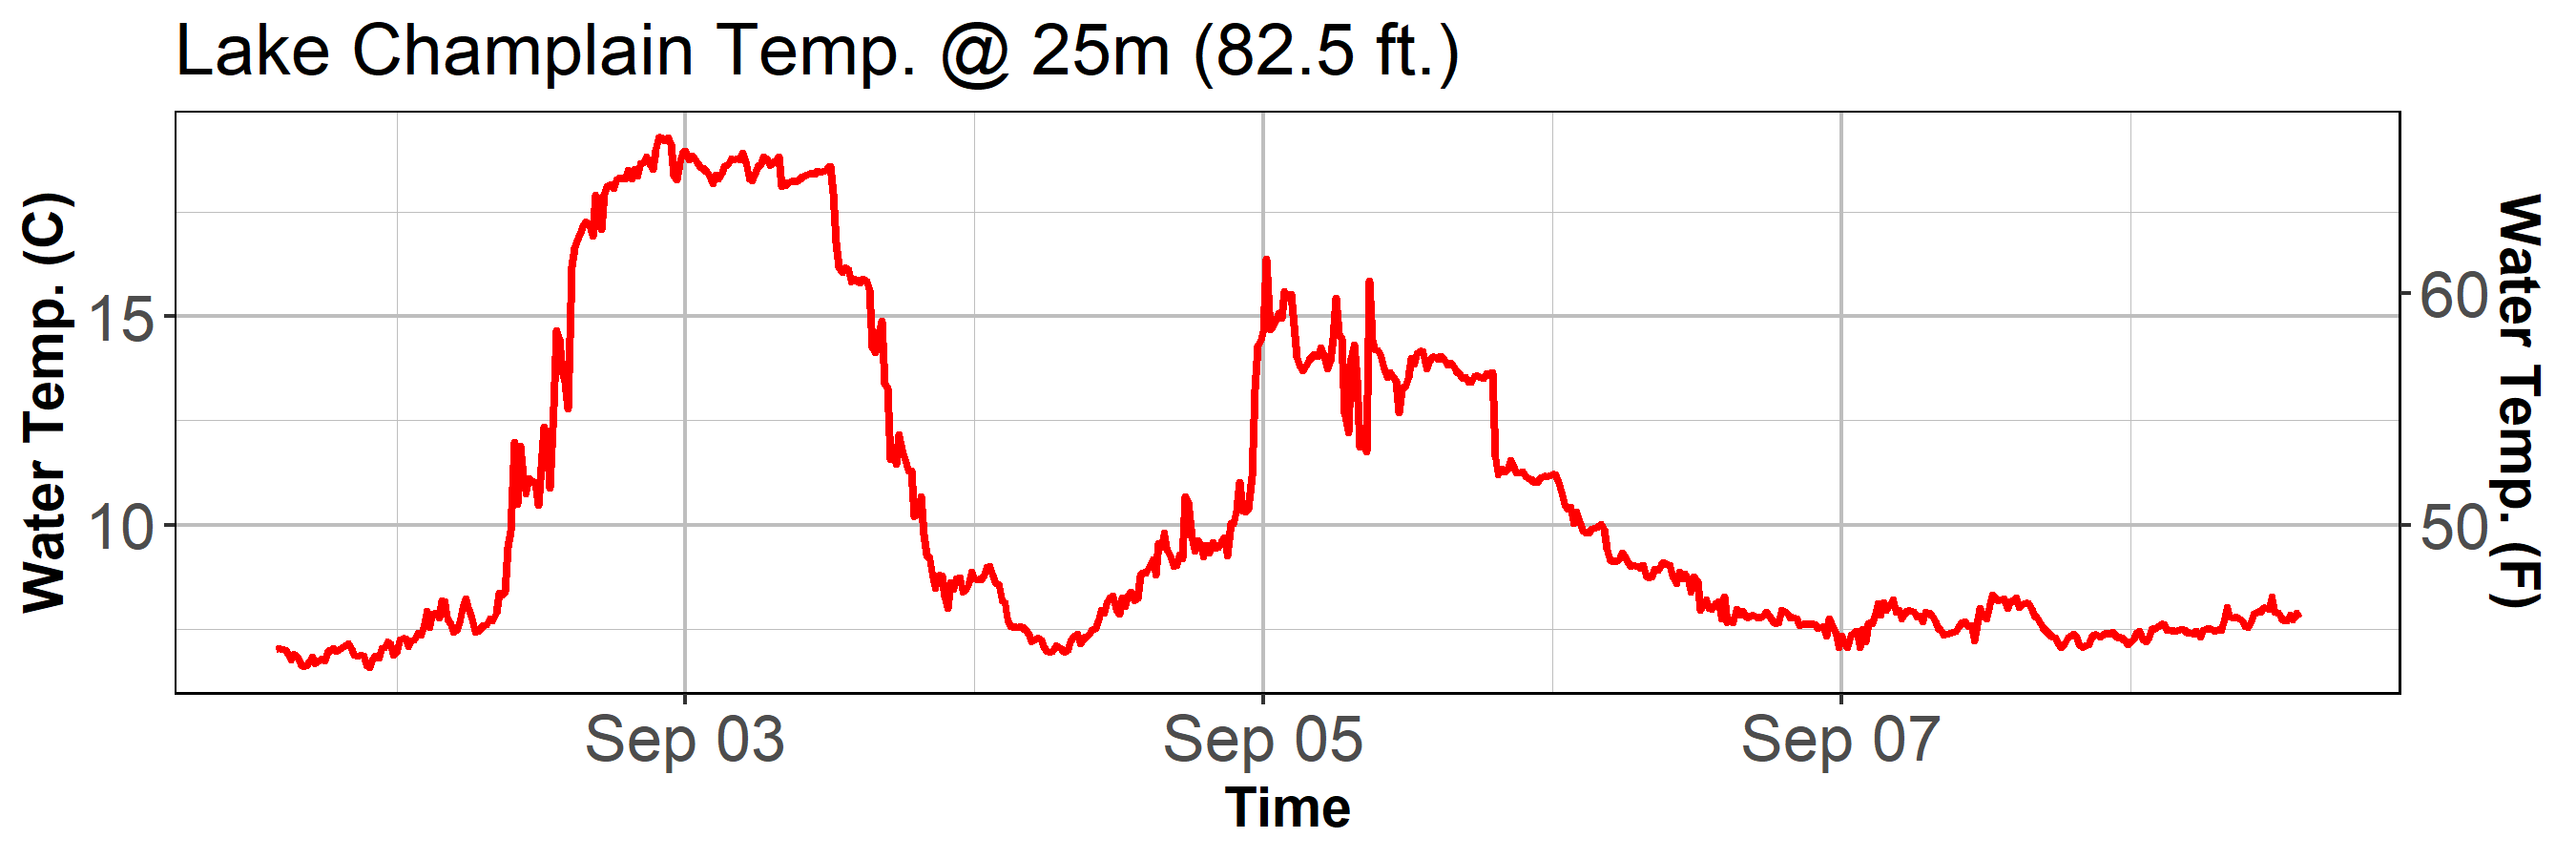 Lake Champlain Temp. @ 25m (82.5 ft.)
Water Temp. (C)
15
10
60
50
Water Temp. (F)
Sep 03
Sep 05
Sep 07
Time